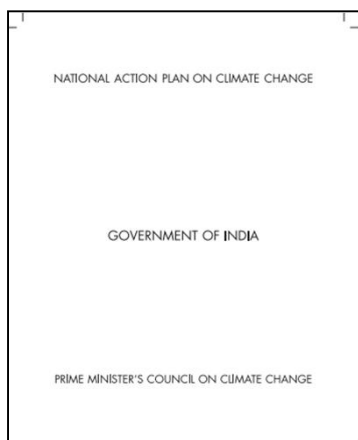 NATIONAL ACTION PLAN ON CLIMATE CHANGE
GOVERNMENT OF INDIA
PRIME MINISTER'S COUNCIL ON CLIMATE CHANGE